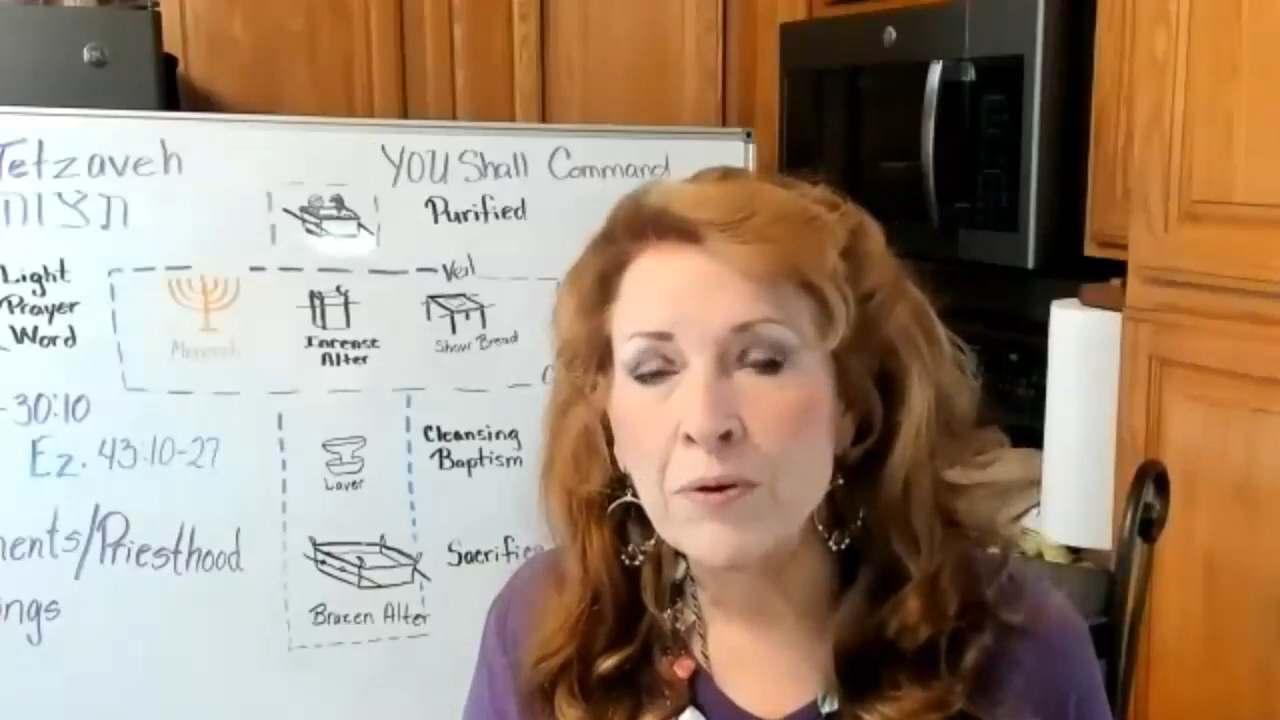 Tetzaveh
YOU Shall Command
תצוה
Purified
Light
Prayer
Word
Veil
Menorah
Incense
Alter
Show Bread
-30:10
Ez. 43:10-27
Cleansing
Baptism
Laver
ments/Priesthood
Sacrifice
ings
Brazen Alter